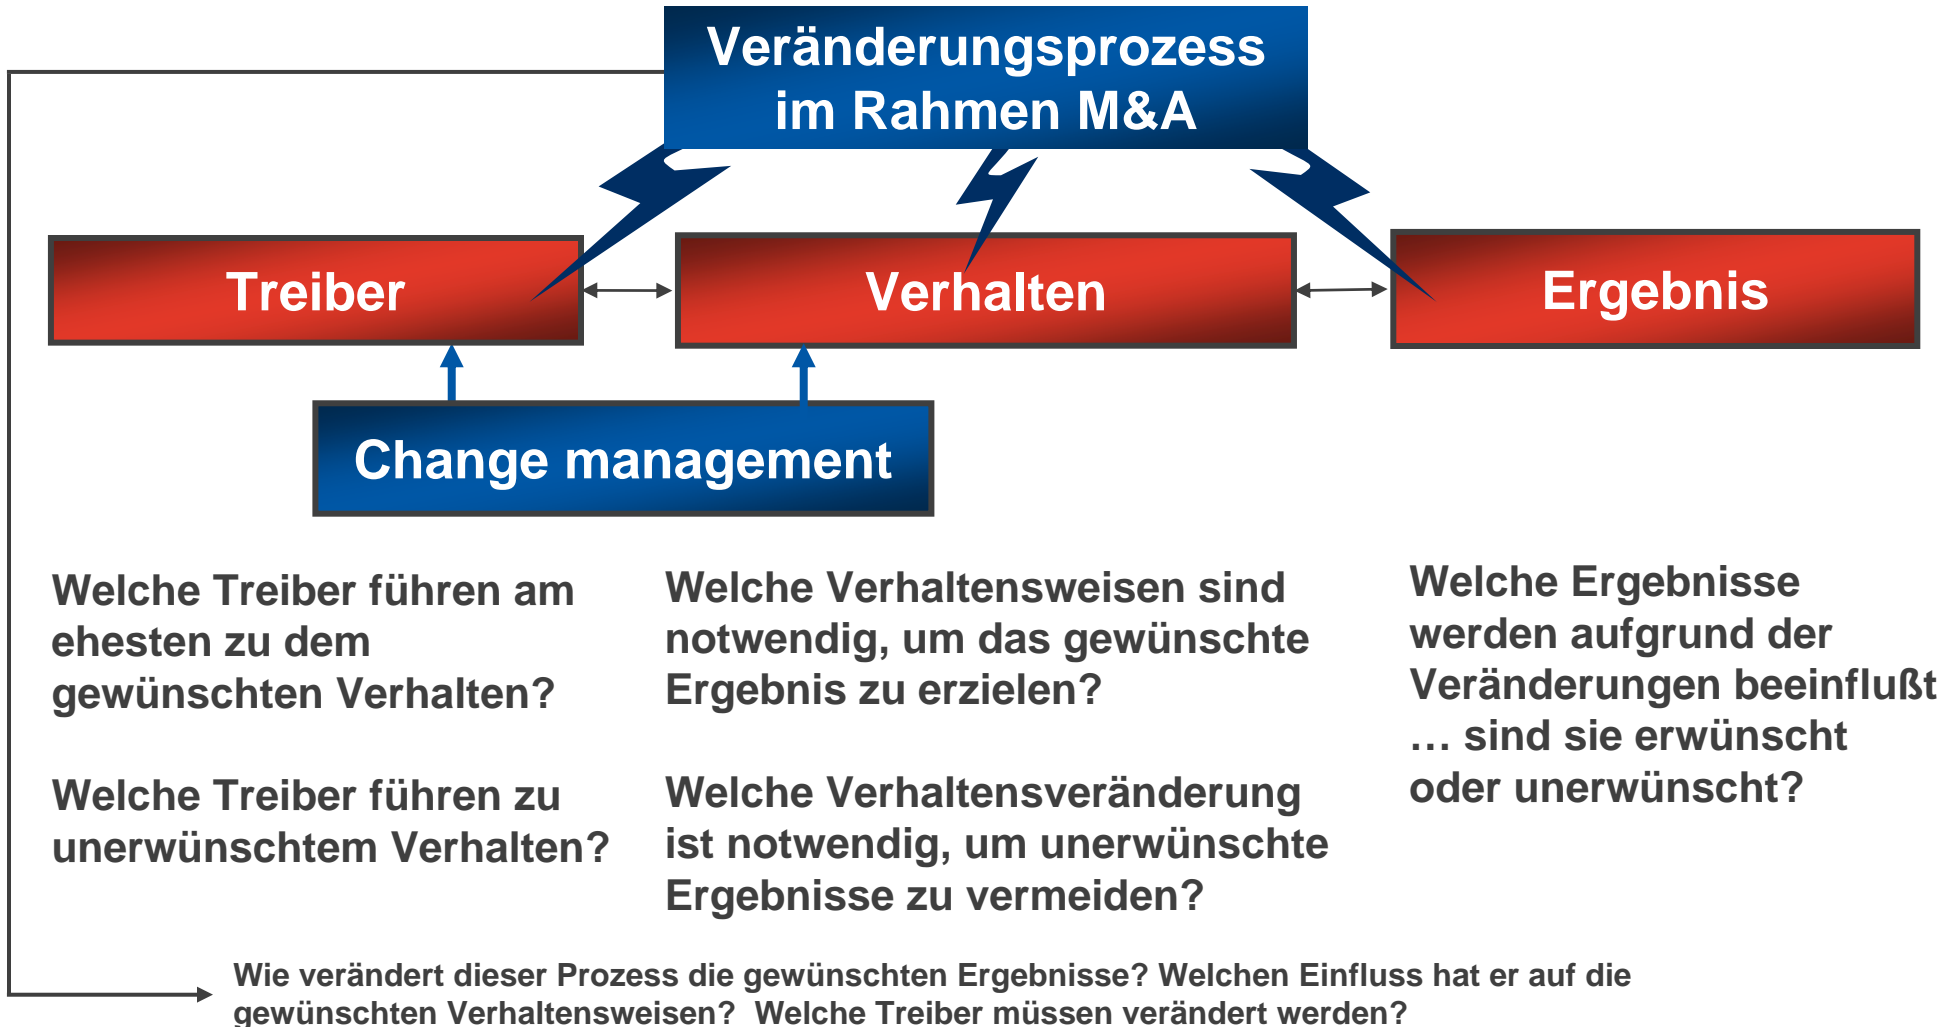 Veränderungsprozess
im Rahmen M&A
Treiber
Verhalten
Ergebnis
Change management
Welche Treiber führen am
ehesten zu dem
gewünschten Verhalten?
Welche Treiber führen zu
unerwünschtem Verhalten?
Welche Verhaltensweisen sind
notwendig, um das gewünschte
Ergebnis zu erzielen?
Welche Verhaltensveränderung
ist notwendig, um unerwünschte
Ergebnisse zu vermeiden?
Welche Ergebnisse
werden aufgrund der
Veränderungen beeinflußt
… sind sie erwünscht
oder unerwünscht?
Wie verändert dieser Prozess die gewünschten Ergebnisse? Welchen Einfluss hat er auf die
gewünschten Verhaltensweisen?  Welche Treiber müssen verändert werden?